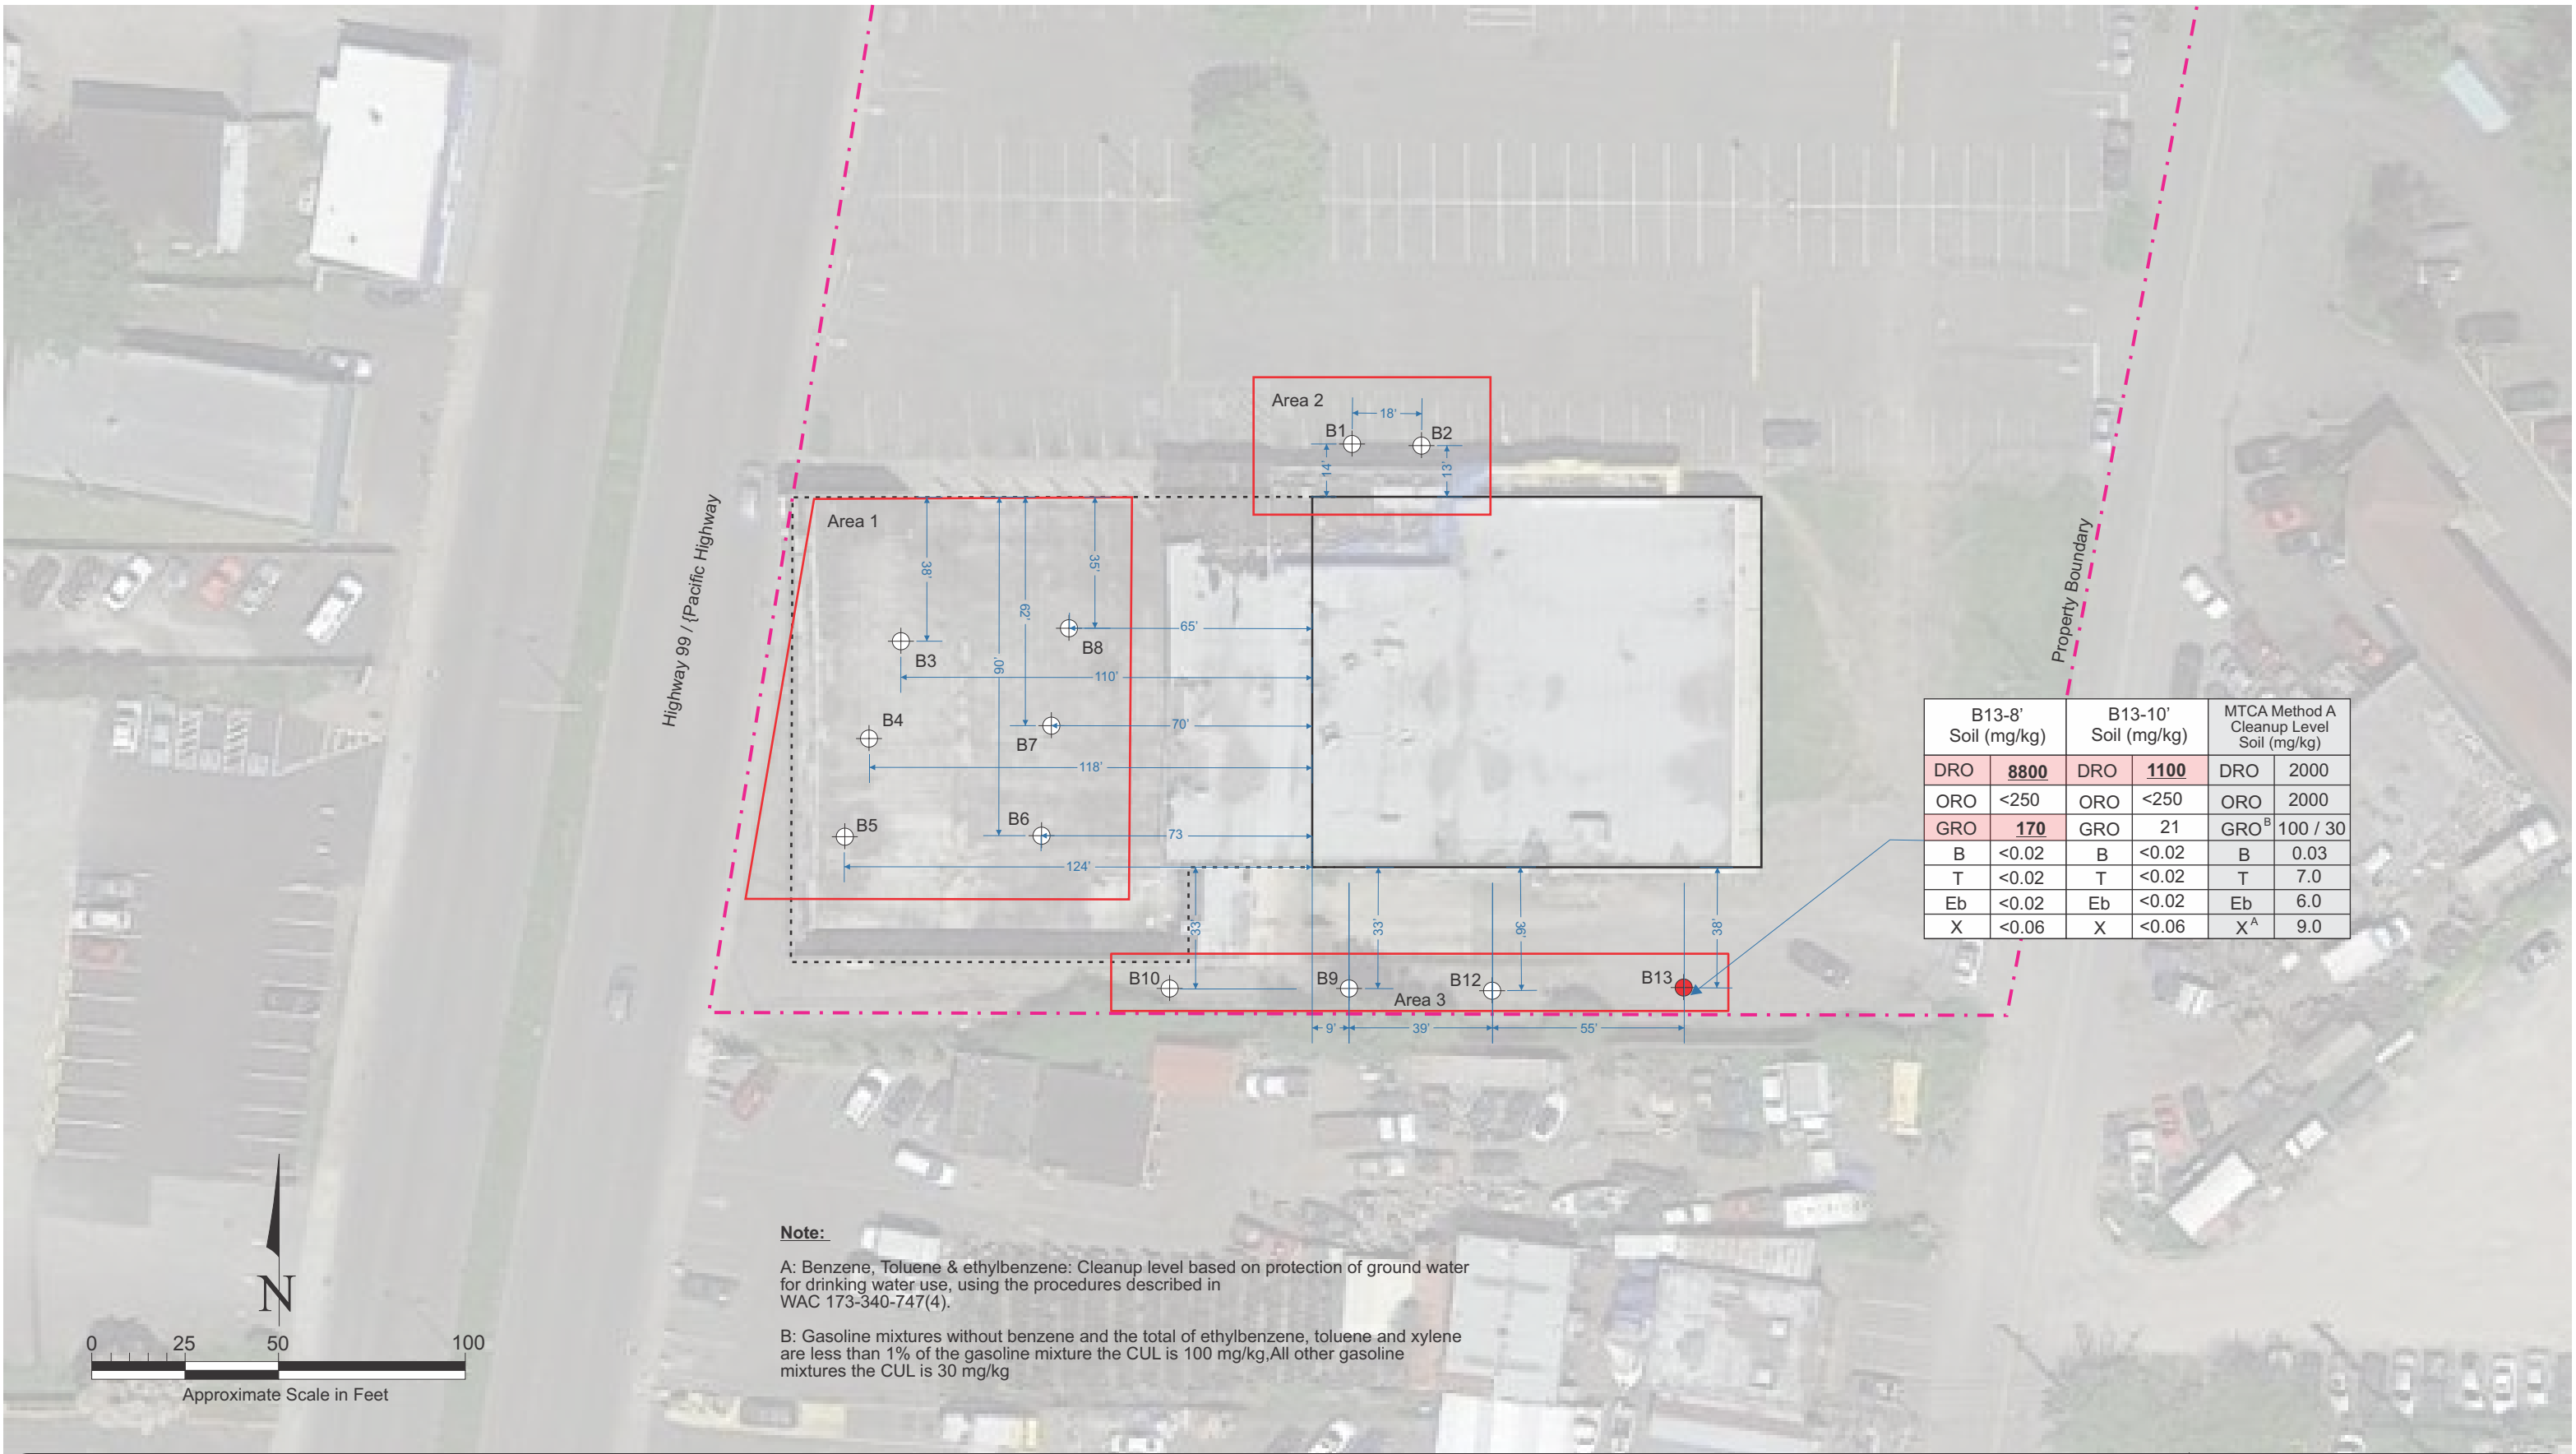 Area 2
18'
B1
B2
14'
13'
Area 1
38'
90'
62'
35'
B3
B8
65'
110'
B4
B7
70'
118'
B5
B6
73
124'
33'
33'
36'
38'
B10
B9
B12
B13
Area 3
9'
39'
55'
Highway 99 / {Pacific Highway
Property Boundary
B13-8' Soil (mg/kg) B13-10' Soil (mg/kg) MTCA Method A Cleanup Level Soil (mg/kg)
DRO 8800 DRO 1100 DRO 2000
ORO <250 ORO <250 ORO 2000
GRO 170 GRO 21 GRO B 100 / 30
B <0.02 B <0.02 B 0.03
T <0.02 T <0.02 T 7.0
Eb <0.02 Eb <0.02 Eb 6.0
X <0.06 X <0.06 X A 9.0
Note:
A: Benzene, Toluene & ethylbenzene: Cleanup level based on protection of ground water
for drinking water use, using the procedures described in
WAC 173-340-747(4).
B: Gasoline mixtures without benzene and the total of ethylbenzene, toluene and xylene
are less than 1% of the gasoline mixture the CUL is 100 mg/kg,All other gasoline
mixtures the CUL is 30 mg/kg
N
0 25 50 100
Approximate Scale in Feet